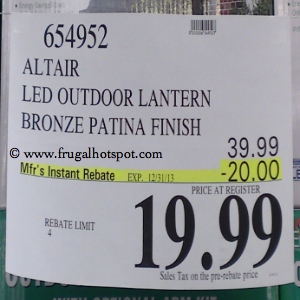 654952
ALTAIR
LED OUTDOOR LANTERN
BRONZE PATINA FINISH
© www.frugalhotspot.com
39.99
Mfr's Instant Rebate EXP. 12/31/13 -20.00
PRICE AT REGISTER
REBATE LIMIT
4
19.99
Sales Tax on the pre-rebate price